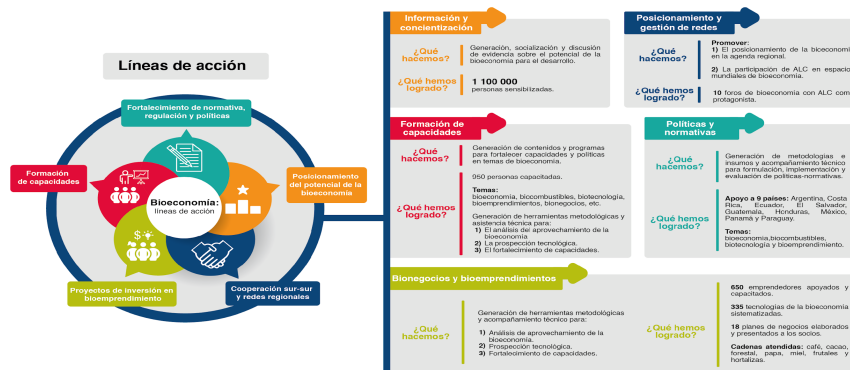 Líneas de acción
Fortalecimiento de normativa,
regulación y políticas
Formación
de capacidades
Posicionamiento
del potencial de la
bioeconomía
Bioeconomía:
líneas de acción
Proyectos de inversión en
bioemprendimiento
Cooperación sur-sur
y redes regionales
Información y
concientización
¿Qué
hacemos?
Generación, socialización y discusión
de evidencia sobre el potencial de la
bioeconomía para el desarrollo.
¿Qué hemos
logrado?
1 100 000
personas sensibilizadas.
Posicionamiento y
gestión de redes
¿Qué
hacemos?
Promover:
1) El posicionamiento de la bioeconomí
en la agenda regional.
2) La participación de ALC en espacio
mundiales de bioeconomía.
¿Qué hemos
logrado?
10 foros de bioeconomía con ALC com
protagonista.
Formación de
capacidades
¿Qué
hacemos?
Generación de contenidos y programas
para fortalecer capacidades y políticas
en temas de bioeconomía.
¿Qué hemos
logrado?
950 personas capacitadas.
Temas:
bioeconomía, biocombustibles, biotecnología,
bioemprendimientos, bionegocios, etc.
Generación de herramientas metodológicas y
asistencia técnica para:
1) El análisis del aprovechamiento de la
bioeconomía
2) La prospección tecnológica.
3) El fortalecimiento de capacidades.
Políticas y
normativas
¿Qué
hacemos?
Generación de metodologías e
insumos y acompañamiento técnico
para formulación, implementación y
evaluación de políticas-normativas.
¿Qué hemos
logrado?
Apoyo a 9 países: Argentina, Costa
Rica, Ecuador, El Salvador,
Guatemala, Honduras, México,
Panamá y Paraguay.
Temas:
bioeconomía,biocombustibles,
biotecnología y bioemprendimiento.
Bionegocios y bioemprendimientos
¿Qué
hacemos?
Generación de herramientas metodológicas
y acompañamiento técnico para:
1) Análisis de aprovechamiento de la
bioeconomía.
2) Prospección tecnológica.
3) Fortalecimiento de capacidades.
¿Qué hemos
logrado?
650 emprendedores apoyados y
capacitados.
335 tecnologías de la bioeconomía
sistematizadas.
18 planes de negocios elaborados
y presentados a los socios.
Cadenas atendidas: café, cacao,
forestal, papa, miel, frutales y
hortalizas.